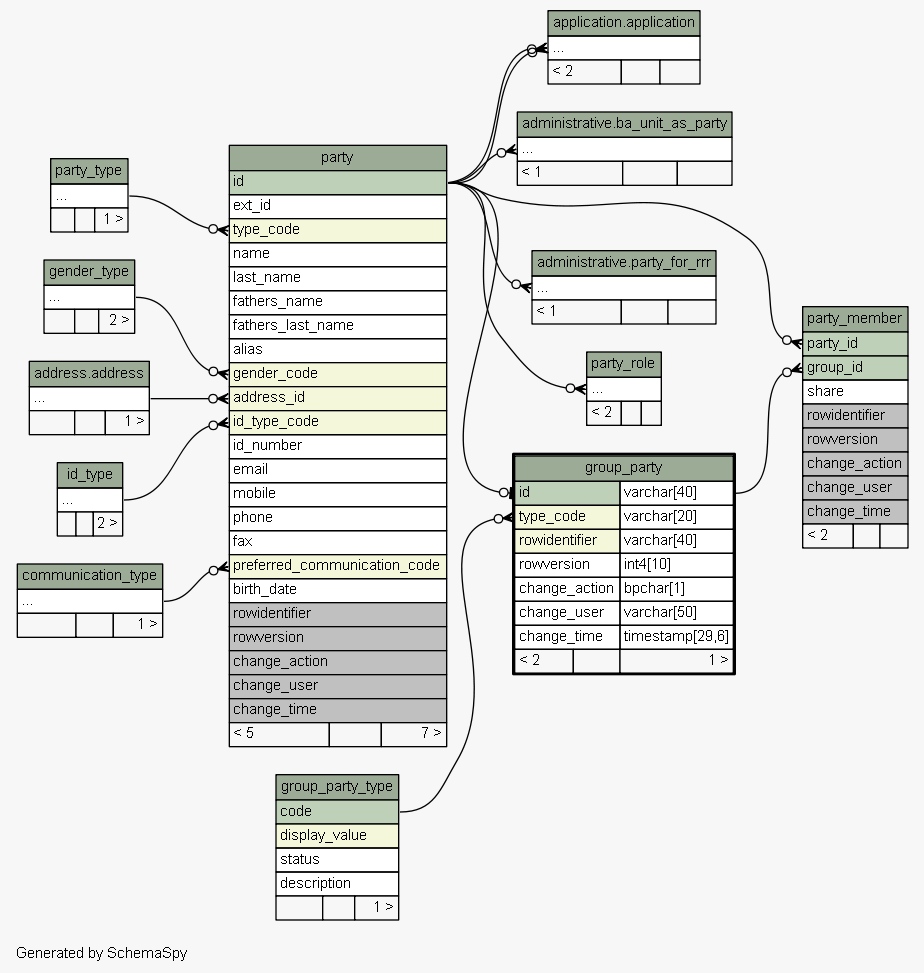 application.application
...
< 2
administrative.ba_unit_as_party
...
< 1
party
id
ext_id
type_code
name
last_name
fathers_name
fathers_last_name
alias
gender_code
address_id
id_type_code
id_number
email
mobile
phone
fax
preferred_communication_code
birth_date
rowidentifier
rowversion
change_action
change_user
change_time
< 5 7 >
party_type
...
1 >
gender_type
...
2 >
address.address
...
1 >
id_type
...
2 >
communication_type
...
1 >
administrative.party_for_rrr
...
< 1
party_role
...
< 2
party_member
party_id
group_id
share
rowidentifier
rowversion
change_action
change_user
change_time
< 2
group_party
id varchar[40]
type_code varchar[20]
rowidentifier varchar[40]
rowversion int4[10]
change_action bpchar[1]
change_user varchar[50]
change_time timestamp[29,6]
< 2 1 >
group_party_type
code
display_value
status
description
1 >
Generated by SchemaSpy